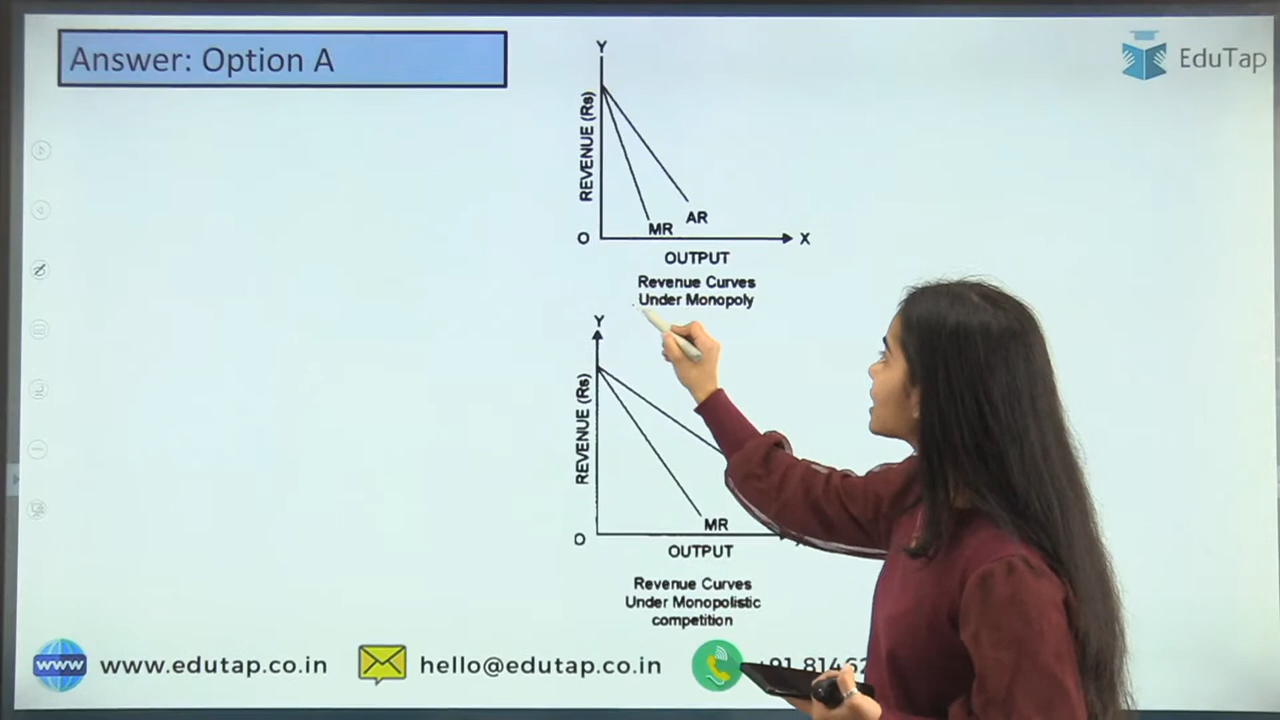 Answer: Option A
EduTap
Y
REVENUE (Rs)
AR
MR
O
X
OUTPUT
Revenue Curves
Under Monopoly
Y
REVENUE (Rs)
MR
O
OUTPUT
Revenue Curves
Under Monopolistic
competition
www www.edutap.co.in hello@edutap.co.in